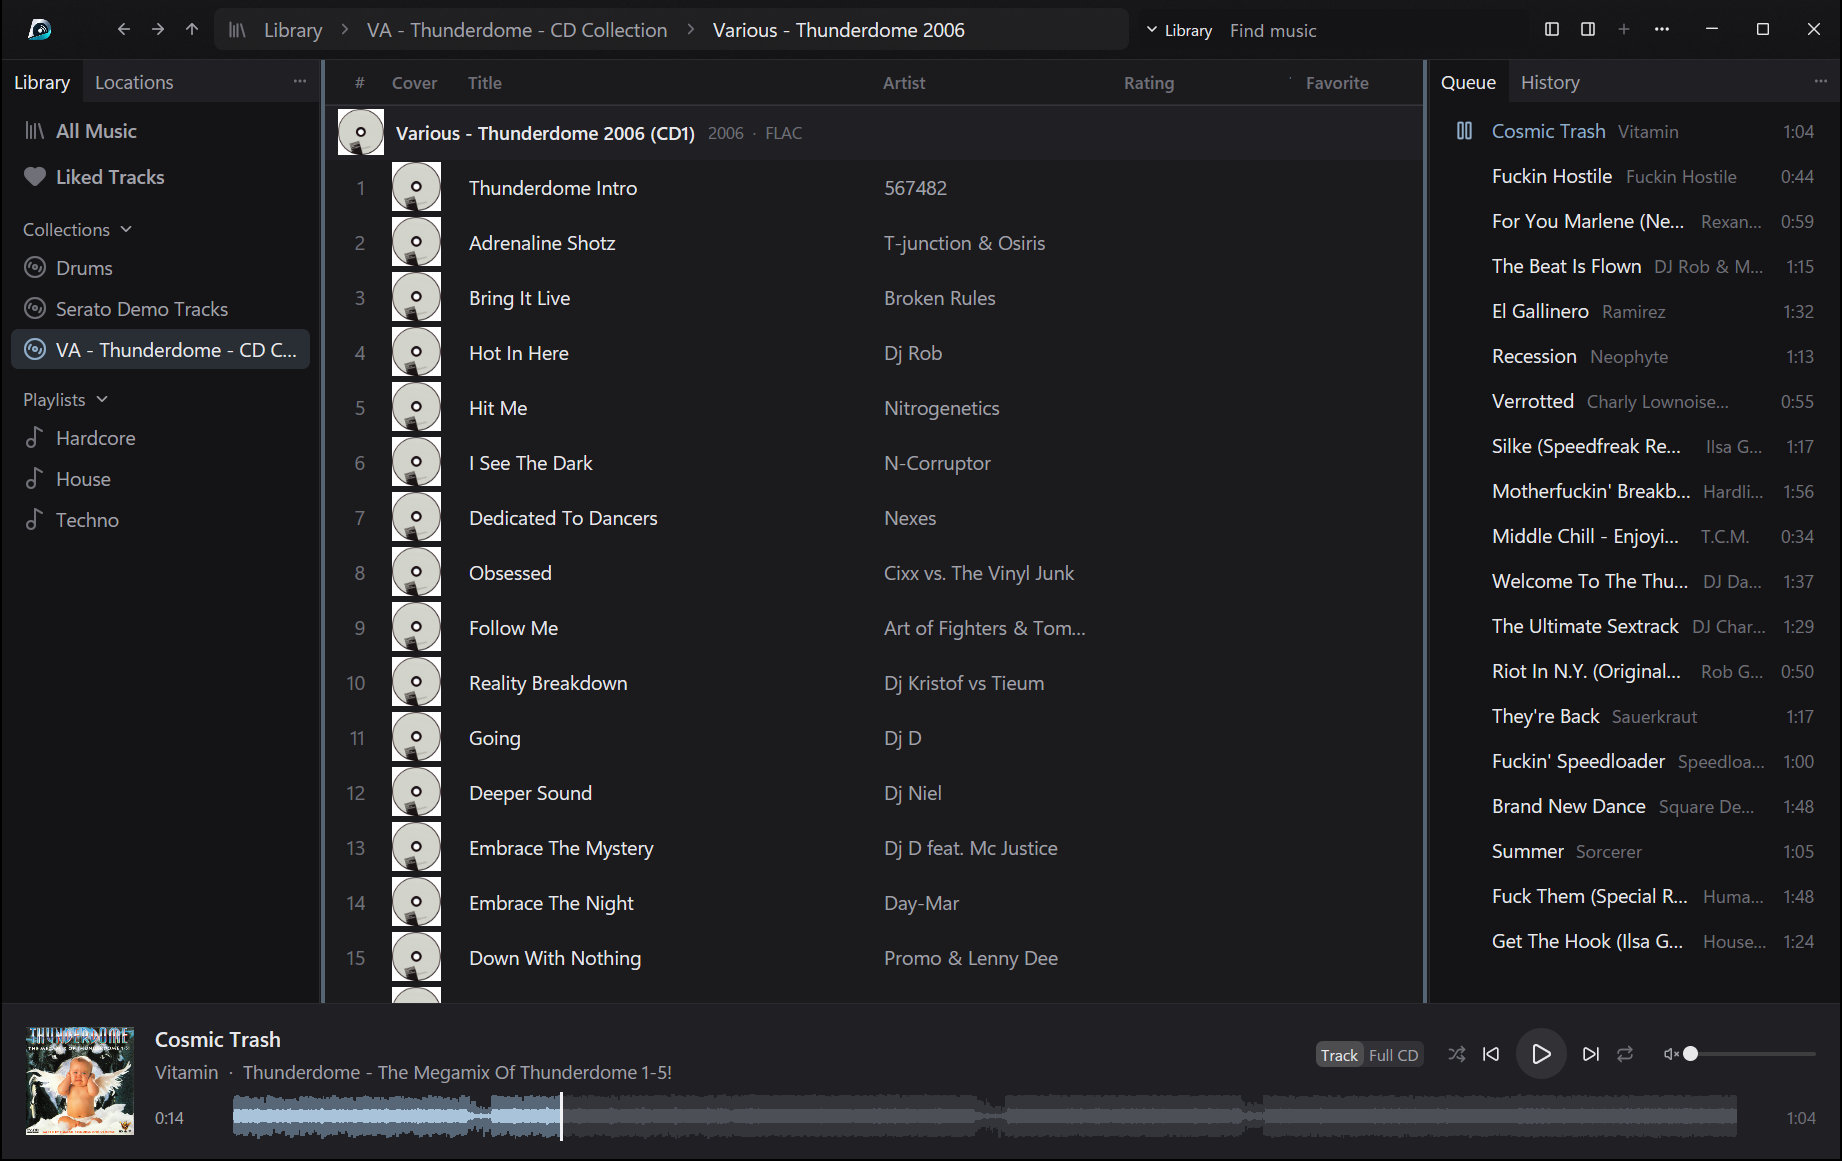 Library > VA - Thunderdome - CD Collection > Various - Thunderdome 2006
Library Find music
Library Locations
All Music
Liked Tracks
Collections
Drums
Serato Demo Tracks
VA - Thunderdome - CD C...
Playlists
Hardcore
House
Techno
# Cover Title Artist Rating Favorite
Various - Thunderdome 2006 (CD1) 2006 · FLAC
1 Thunderdome Intro 567482
2 Adrenaline Shotz T-junction & Osiris
3 Bring It Live Broken Rules
4 Hot In Here Dj Rob
5 Hit Me Nitrogenetics
6 I See The Dark N-Corruptor
7 Dedicated To Dancers Nexes
8 Obsessed Cixx vs. The Vinyl Junk
9 Follow Me Art of Fighters & Tom...
10 Reality Breakdown Dj Kristof vs Tieum
11 Going Dj D
12 Deeper Sound Dj Niel
13 Embrace The Mystery Dj D feat. Mc Justice
14 Embrace The Night Day-Mar
15 Down With Nothing Promo & Lenny Dee
Queue History
Cosmic Trash Vitamin 1:04
Fuckin Hostile Fuckin Hostile 0:44
For You Marlene (Ne... Rexan... 0:59
The Beat Is Flown DJ Rob & M... 1:15
El Gallinero Ramirez 1:32
Recession Neophyte 1:13
Verrotted Charly Lownoise... 0:55
Silke (Speedfreak Re... Ilsa G... 1:17
Motherfuckin' Breakb... Hardli... 1:56
Middle Chill - Enjoyi... T.C.M. 0:34
Welcome To The Thu... DJ Da... 1:37
The Ultimate Sextrack DJ Char... 1:29
Riot In N.Y. (Original... Rob G... 0:50
They're Back Sauerkraut 1:17
Fuckin' Speedloader Speedloa... 1:00
Brand New Dance Square De... 1:48
Summer Sorcerer 1:05
Fuck Them (Special R... Huma... 1:48
Get The Hook (Ilsa G... House... 1:24
THUNDERDOME
THE MEGAMIX OF THUNDERDOME 1-5!
Cosmic Trash
Vitamin · Thunderdome - The Megamix Of Thunderdome 1-5!
Track Full CD
0:14
1:04